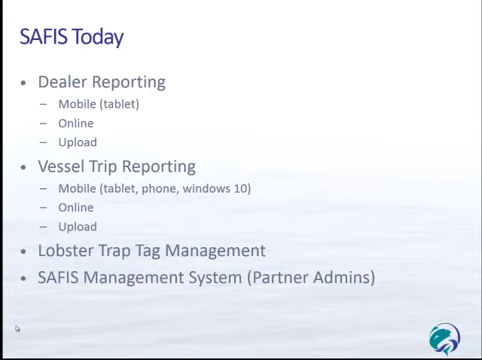 SAFIS Today
• Dealer Reporting
– Mobile (tablet)
– Online
– Upload
• Vessel Trip Reporting
– Mobile (tablet, phone, windows 10)
– Online
– Upload
• Lobster Trap Tag Management
• SAFIS Management System (Partner Admins)